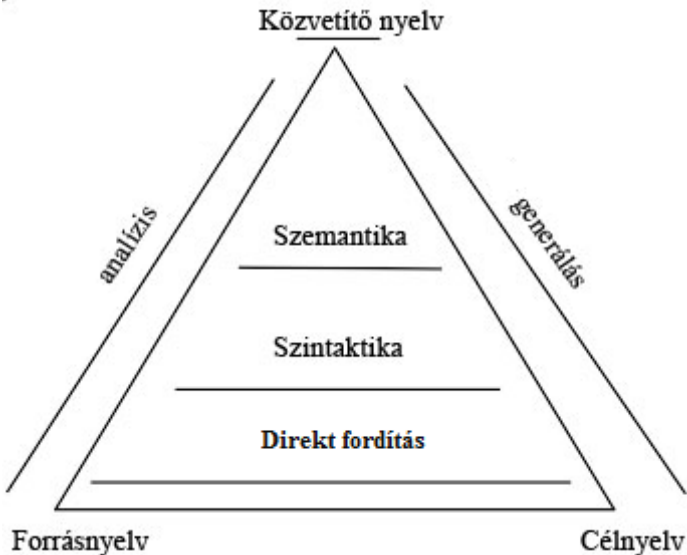 Közvetítő nyelv
analízis
generálás
Szemantika
Szintaktika
Direkt fordítás
Forrásnyelv
Célnyelv